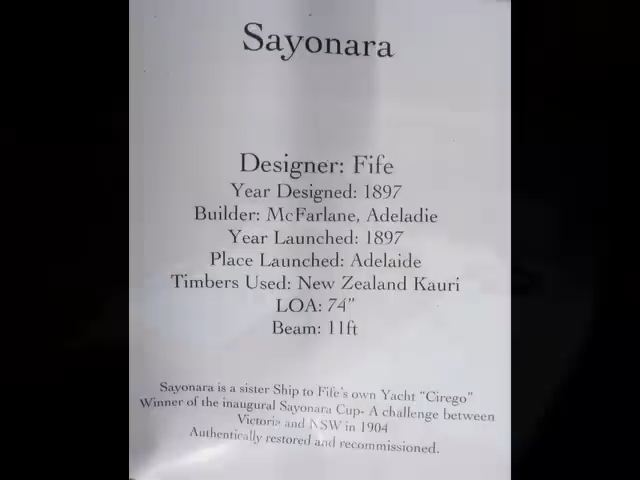 Sayonara
Designer: Fife
Year Designed: 1897
Builder: McFarlane, Adeladie
Year Launched: 1897
Place Launched: Adelaide
Timbers Used: New Zealand Kauri
LOA: 74"
Beam: 11ft
Sayonara is a sister Ship to Fife's own Yacht "Cirego"
Winner of the inaugural Sayonara Cup- A challenge between
Victoria and NSW in 1904
Authentically restored and recommissioned.